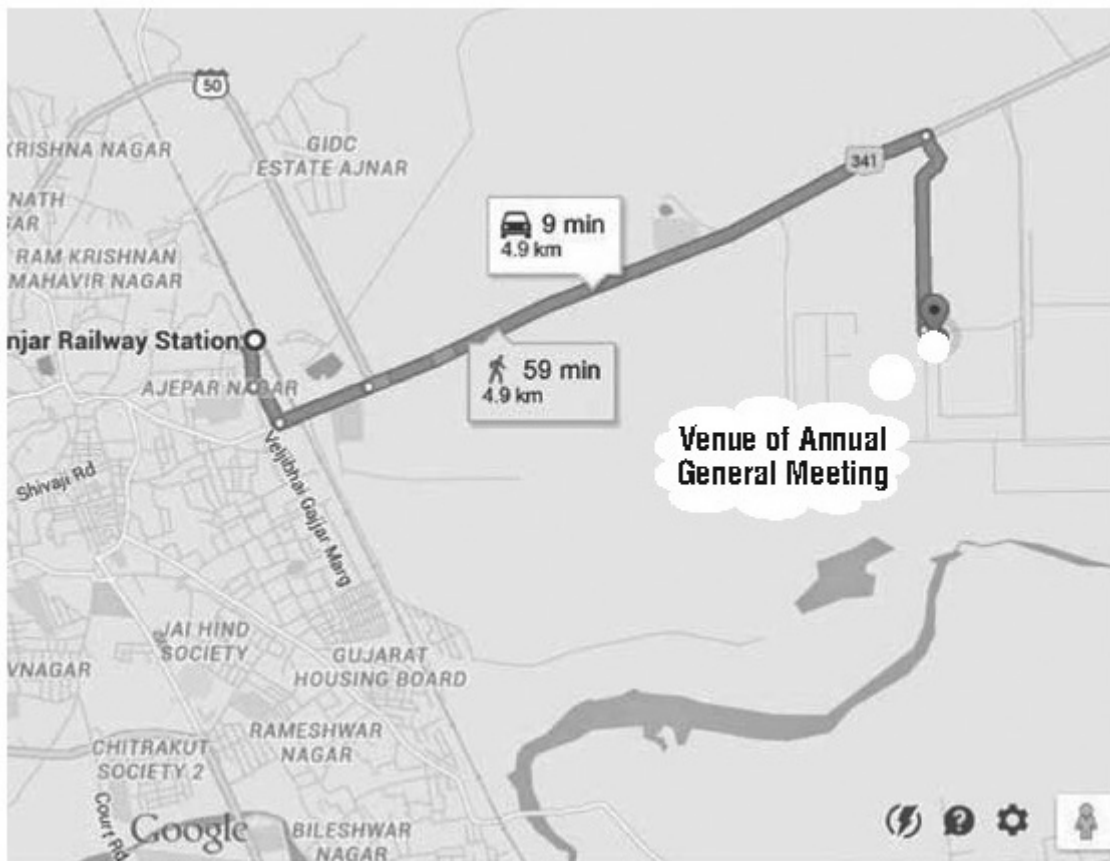 50
KRISHNA NAGAR
GIDC
ESTATE AJNAR
341
NATH
GAR
9 min
4.9 km
RAM KRISHNAN
MAHAVIR NAGAR
njar Railway Station
59 min
4.9 km
AJEPAR NAGAR
Venue of Annual
General Meeting
Shivaji Rd
Veljibhai Gajjar Marg
JAI HIND
SOCIETY
VNAGAR
GUJARAT
HOUSING BOARD
RAMESHWAR
NAGAR
CHITRAKUT
SOCIETY 2
Court Rd
Google
BILESHWAR
NAGAR
?